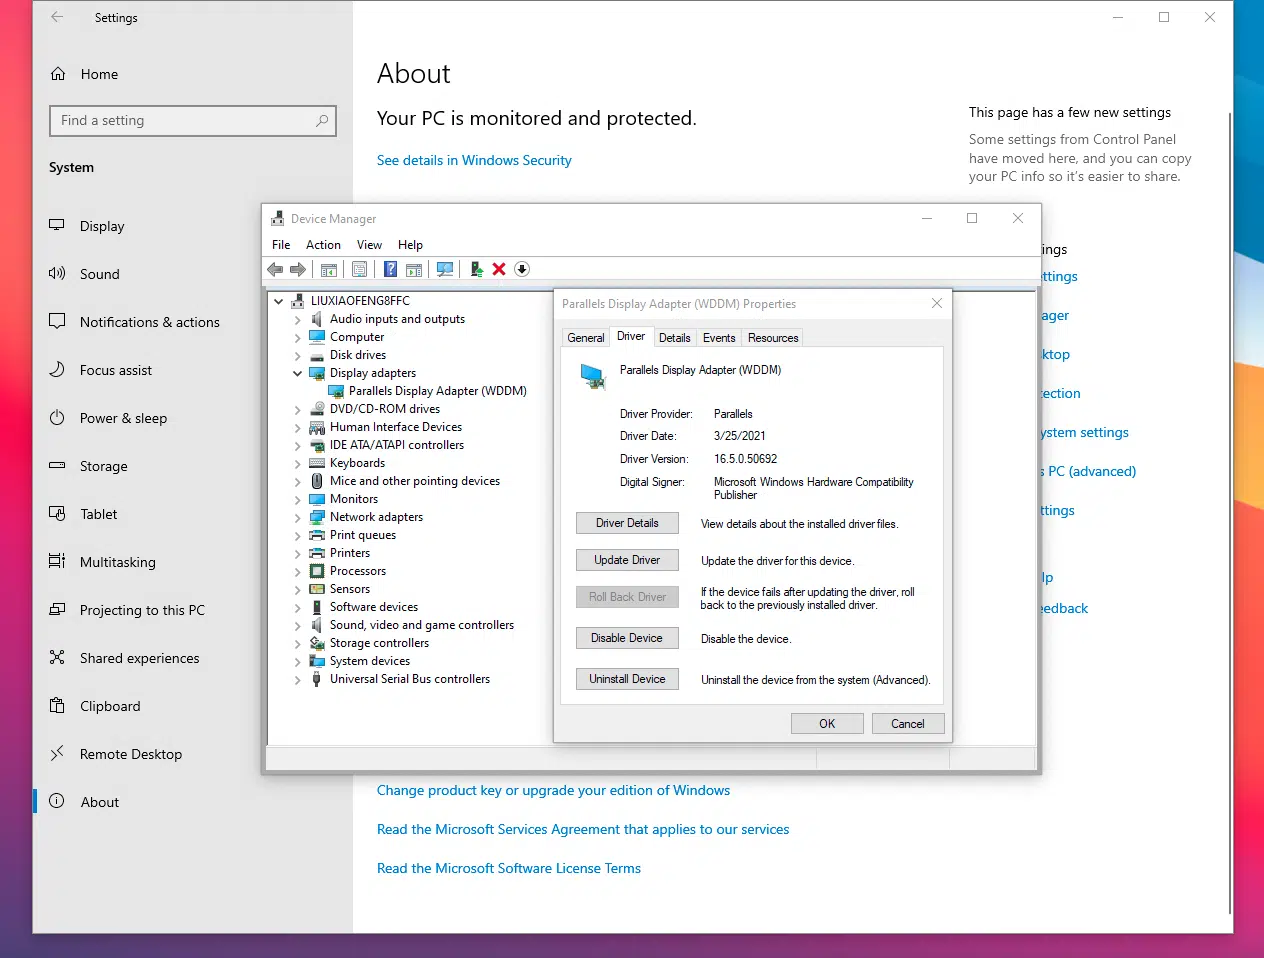 Settings
Home
Find a setting
System
Display
Sound
Notifications & actions
Focus assist
Power & sleep
Storage
Tablet
Multitasking
Projecting to this PC
Shared experiences
Clipboard
Remote Desktop
About
About
Your PC is monitored and protected.
See details in Windows Security
This page has a few new settings
Some settings from Control Panel
have moved here, and you can copy
your PC info so it's easier to share.
Device Manager
File Action View Help
LIUXIAOFENG8FFC
Audio inputs and outputs
Computer
Disk drives
Display adapters
Parallels Display Adapter (WDDM)
DVD/CD-ROM drives
Human Interface Devices
IDE ATA/ATAPI controllers
Keyboards
Mice and other pointing devices
Monitors
Network adapters
Print queues
Printers
Processors
Sensors
Software devices
Sound, video and game controllers
Storage controllers
System devices
Universal Serial Bus controllers
Parallels Display Adapter (WDDM) Properties
General Driver Details Events Resources
Parallels Display Adapter (WDDM)
Driver Provider: Parallels
Driver Date: 3/25/2021
Driver Version: 16.5.0.50692
Digital Signer: Microsoft Windows Hardware Compatibility
Publisher
Driver Details View details about the installed driver files.
Update Driver Update the driver for this device.
Roll Back Driver If the device fails after updating the driver, roll
back to the previously installed driver.
Disable Device Disable the device.
Uninstall Device Uninstall the device from the system (Advanced).
OK Cancel
ings
ettings
ager
ktop
ection
ystem settings
s PC (advanced)
ttings
lp
eedback
Change product key or upgrade your edition of Windows
Read the Microsoft Services Agreement that applies to our services
Read the Microsoft Software License Terms